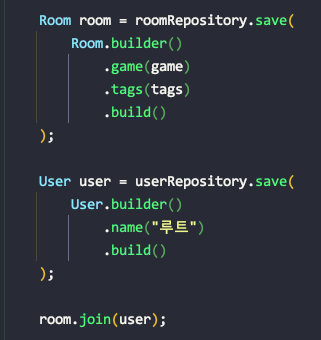 Room room = roomRepository.save(
Room.builder()
.game(game)
.tags(tags)
.build()
);
User user = userRepository.save(
User.builder()
.name("루트")
.build()
);
room.join(user);